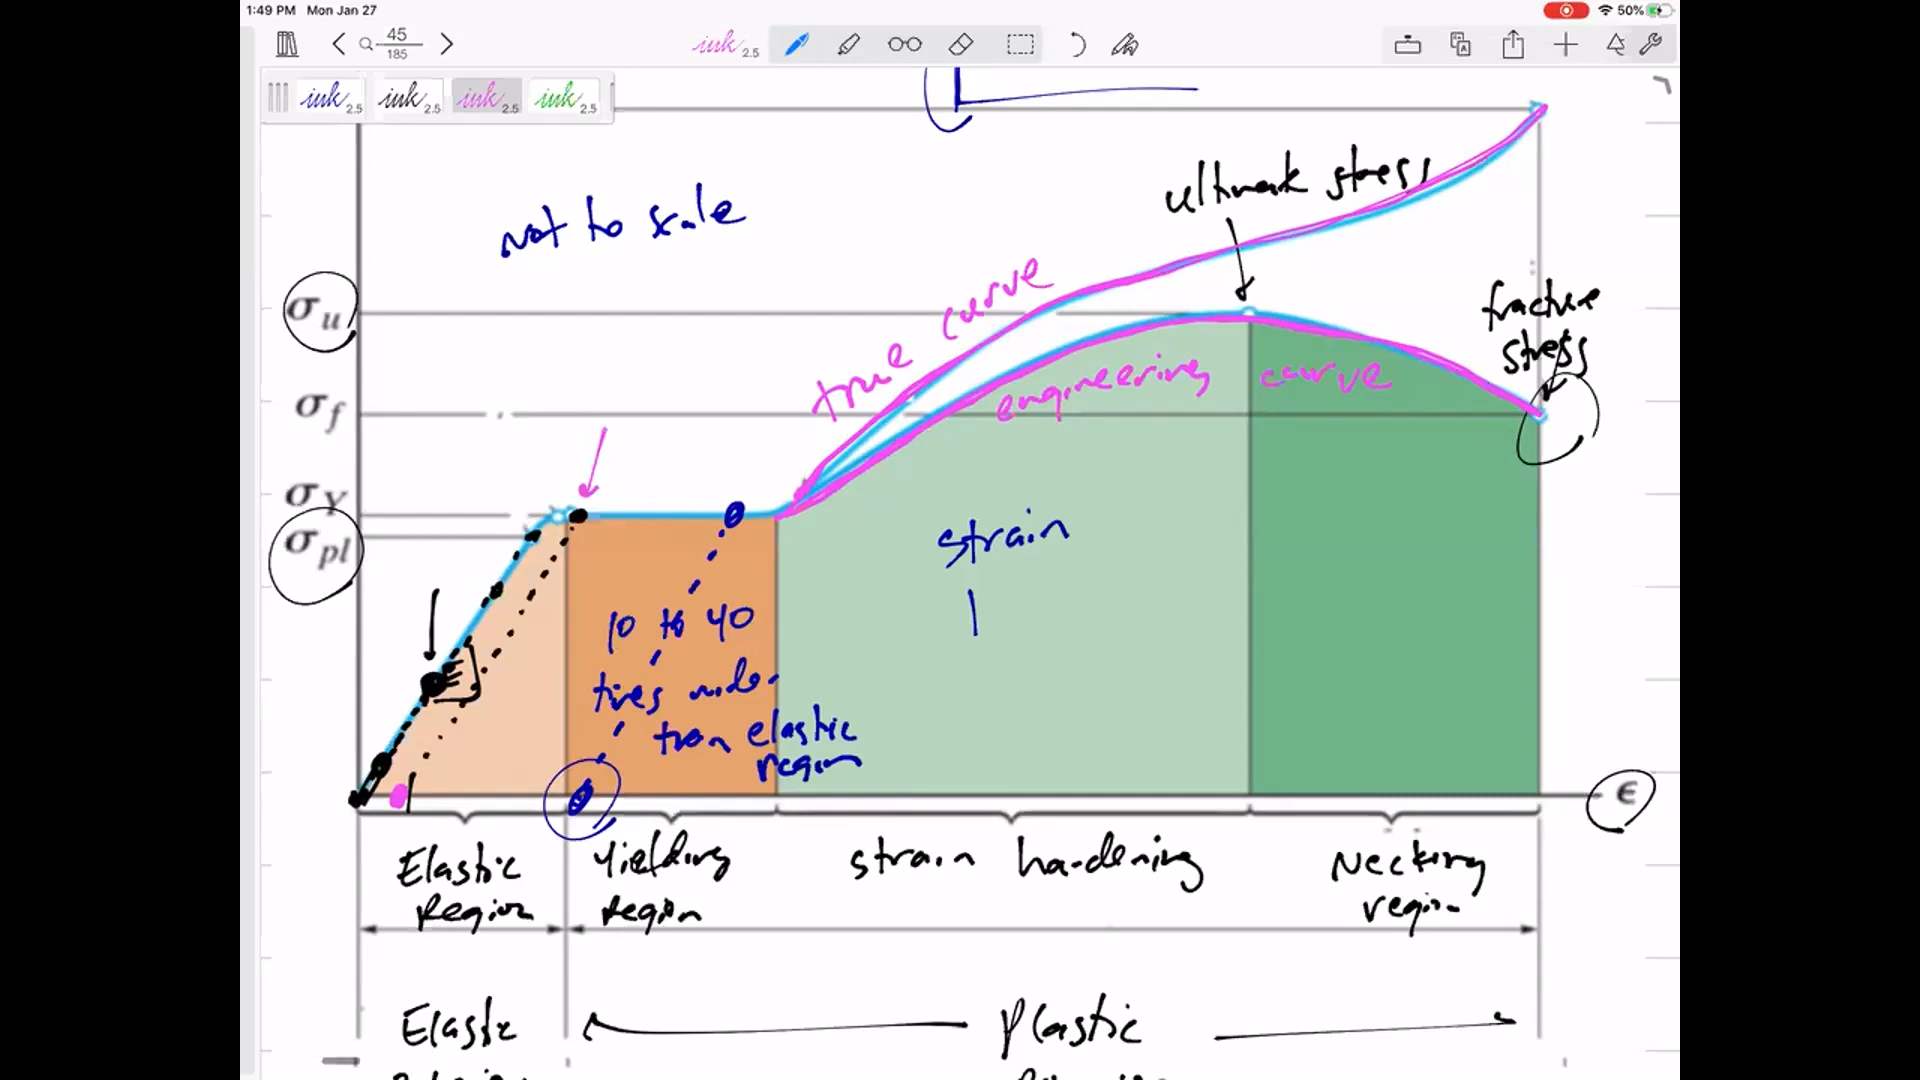 1:49 PM Mon Jan 27
50%
45
185
ink 2.5
ink 2.5
ink 2.5
ink 2.5
ink 2.5
ultimate stress
not to scale
true curve
σu
fracture
stress
engineering curve
σf
σY
σpl
strain
10 to 40
times wider
than elastic
region
ϵ
Elastic
Region
Yielding
Region
strain hardening
Necking
region
Elastic
Plastic